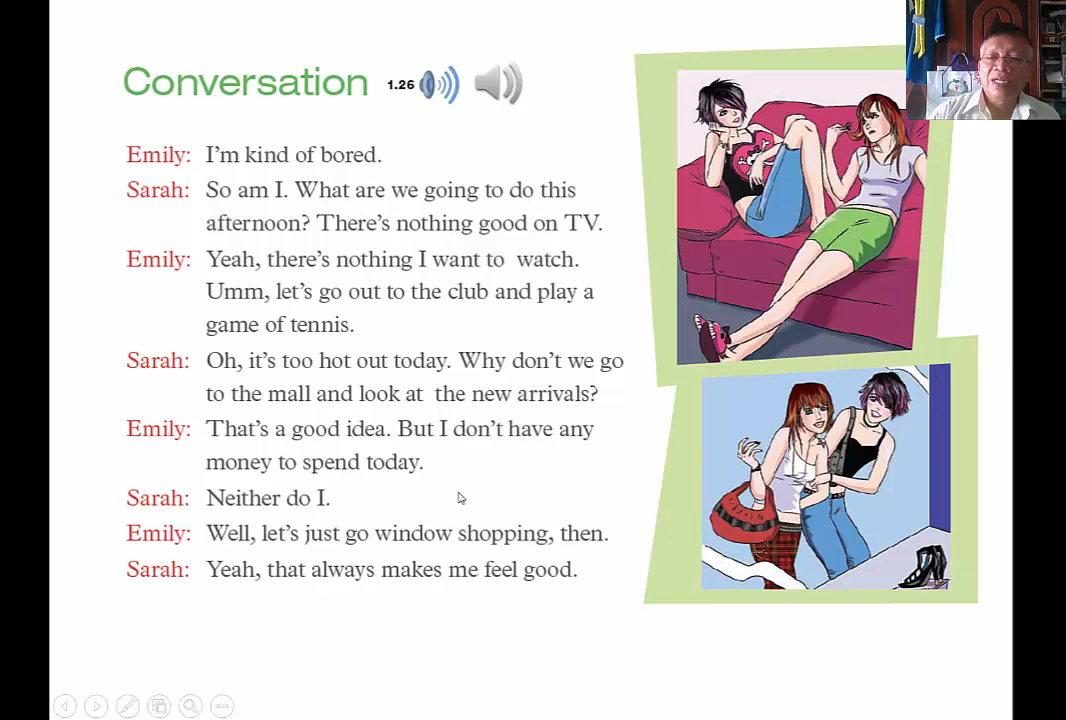 Conversation 1.26
Emily: I'm kind of bored.
Sarah: So am I. What are we going to do this
afternoon? There's nothing good on TV.
Emily: Yeah, there's nothing I want to watch.
Umm, let's go out to the club and play a
game of tennis.
Sarah: Oh, it's too hot out today. Why don't we go
to the mall and look at the new arrivals?
Emily: That's a good idea. But I don't have any
money to spend today.
Sarah: Neither do I.
Emily: Well, let's just go window shopping, then.
Sarah: Yeah, that always makes me feel good.